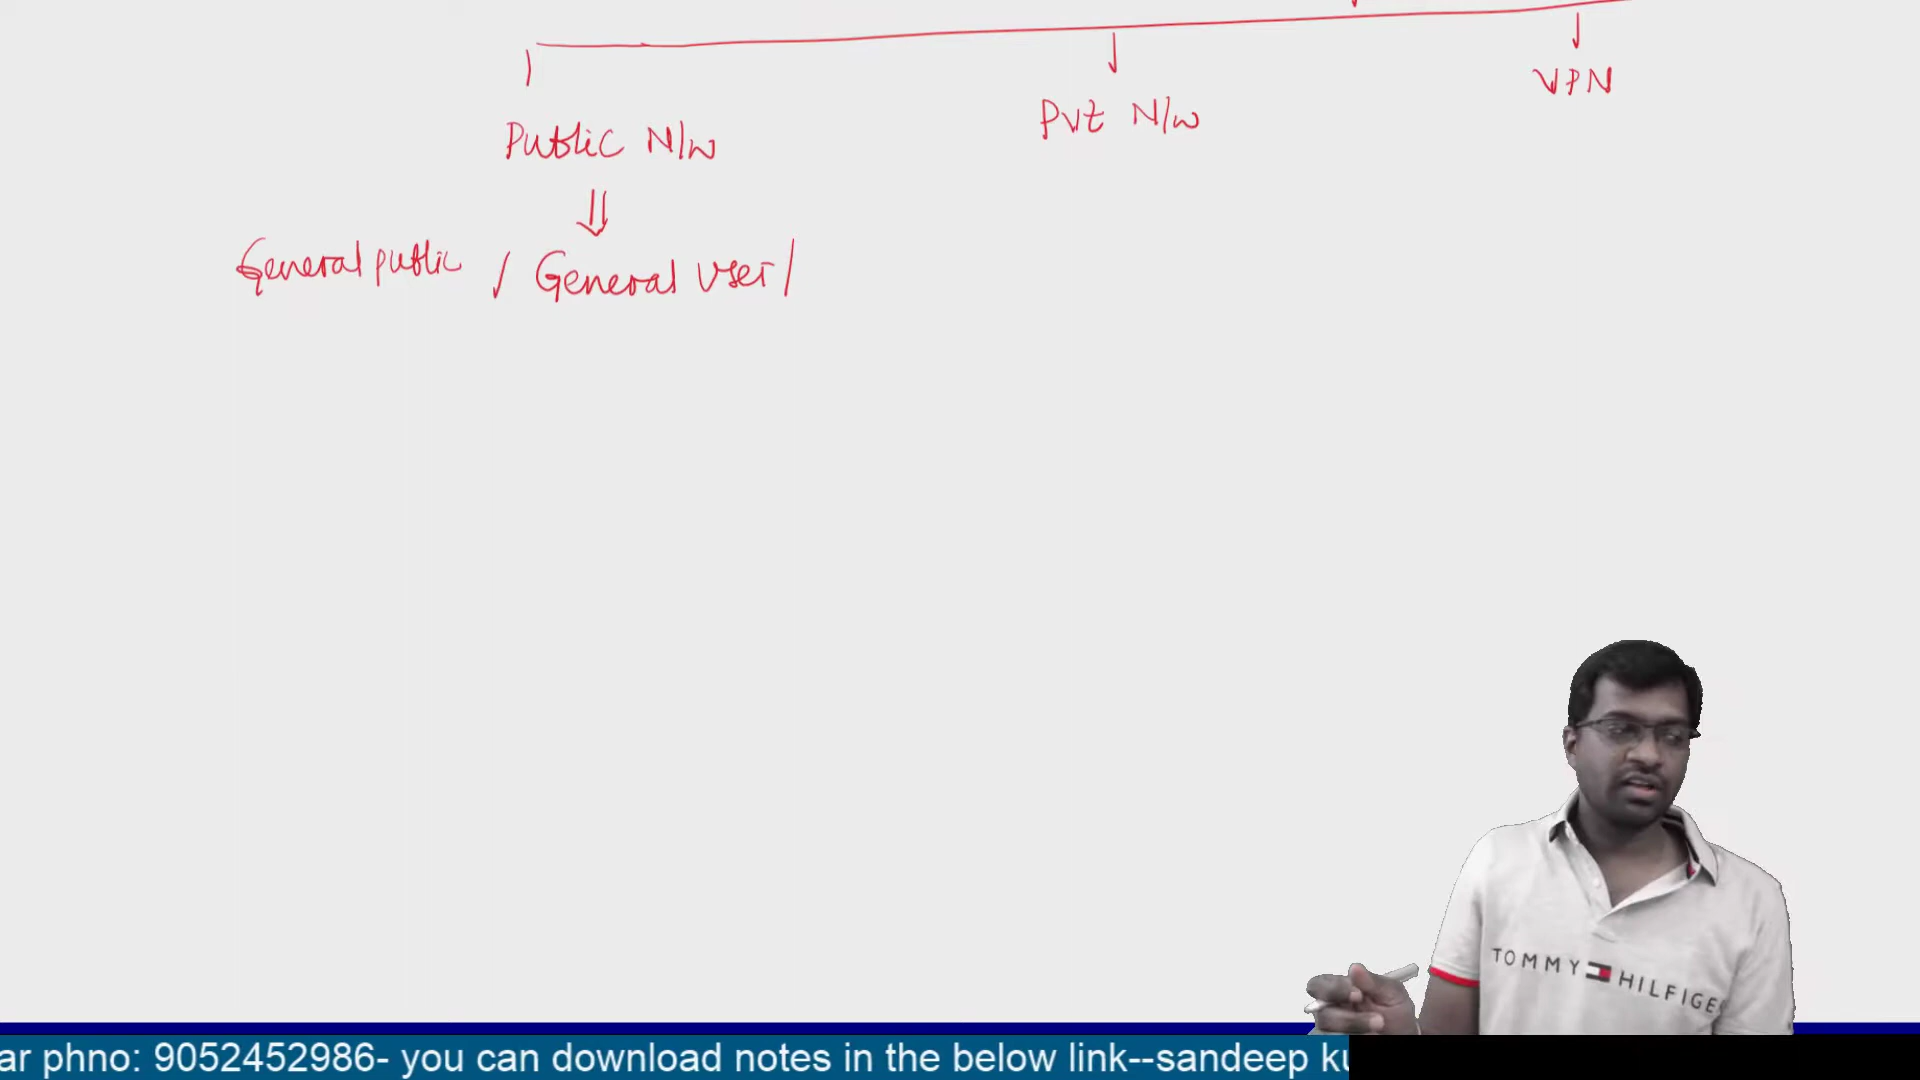 VPN
Pvt N/w
Public N/w
General public / General user /
TOMMY HILFIGE
ar phno: 9052452986- you can download notes in the below link--sandeep ku